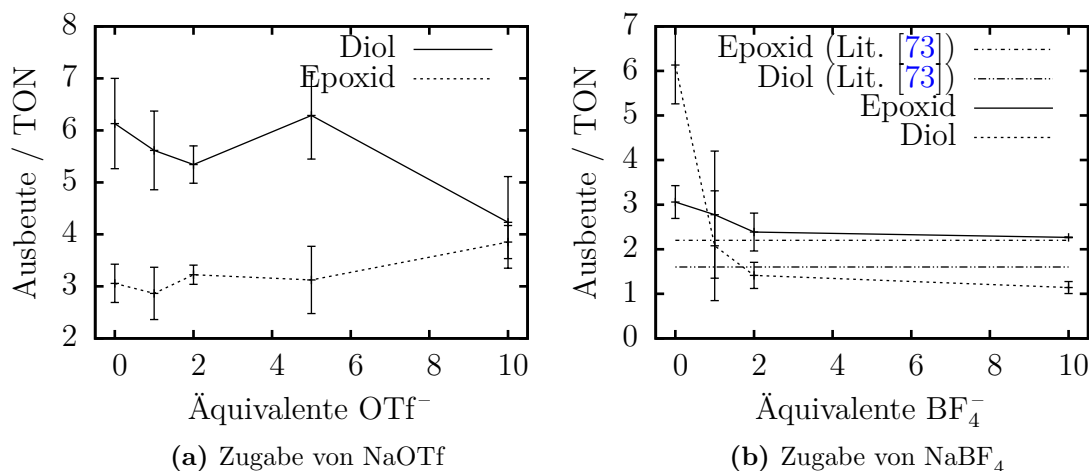 8
7
6
5
4
3
2
Ausbeute / TON
Diol
Epoxid
0 2 4 6 8 10
Äquivalente OTf⁻
(a) Zugabe von NaOTf
7
6
5
4
3
2
1
0
Ausbeute / TON
Epoxid (Lit. [73])
Diol (Lit. [73])
Epoxid
Diol
0 2 4 6 8 10
Äquivalente BF₄⁻
(b) Zugabe von NaBF₄